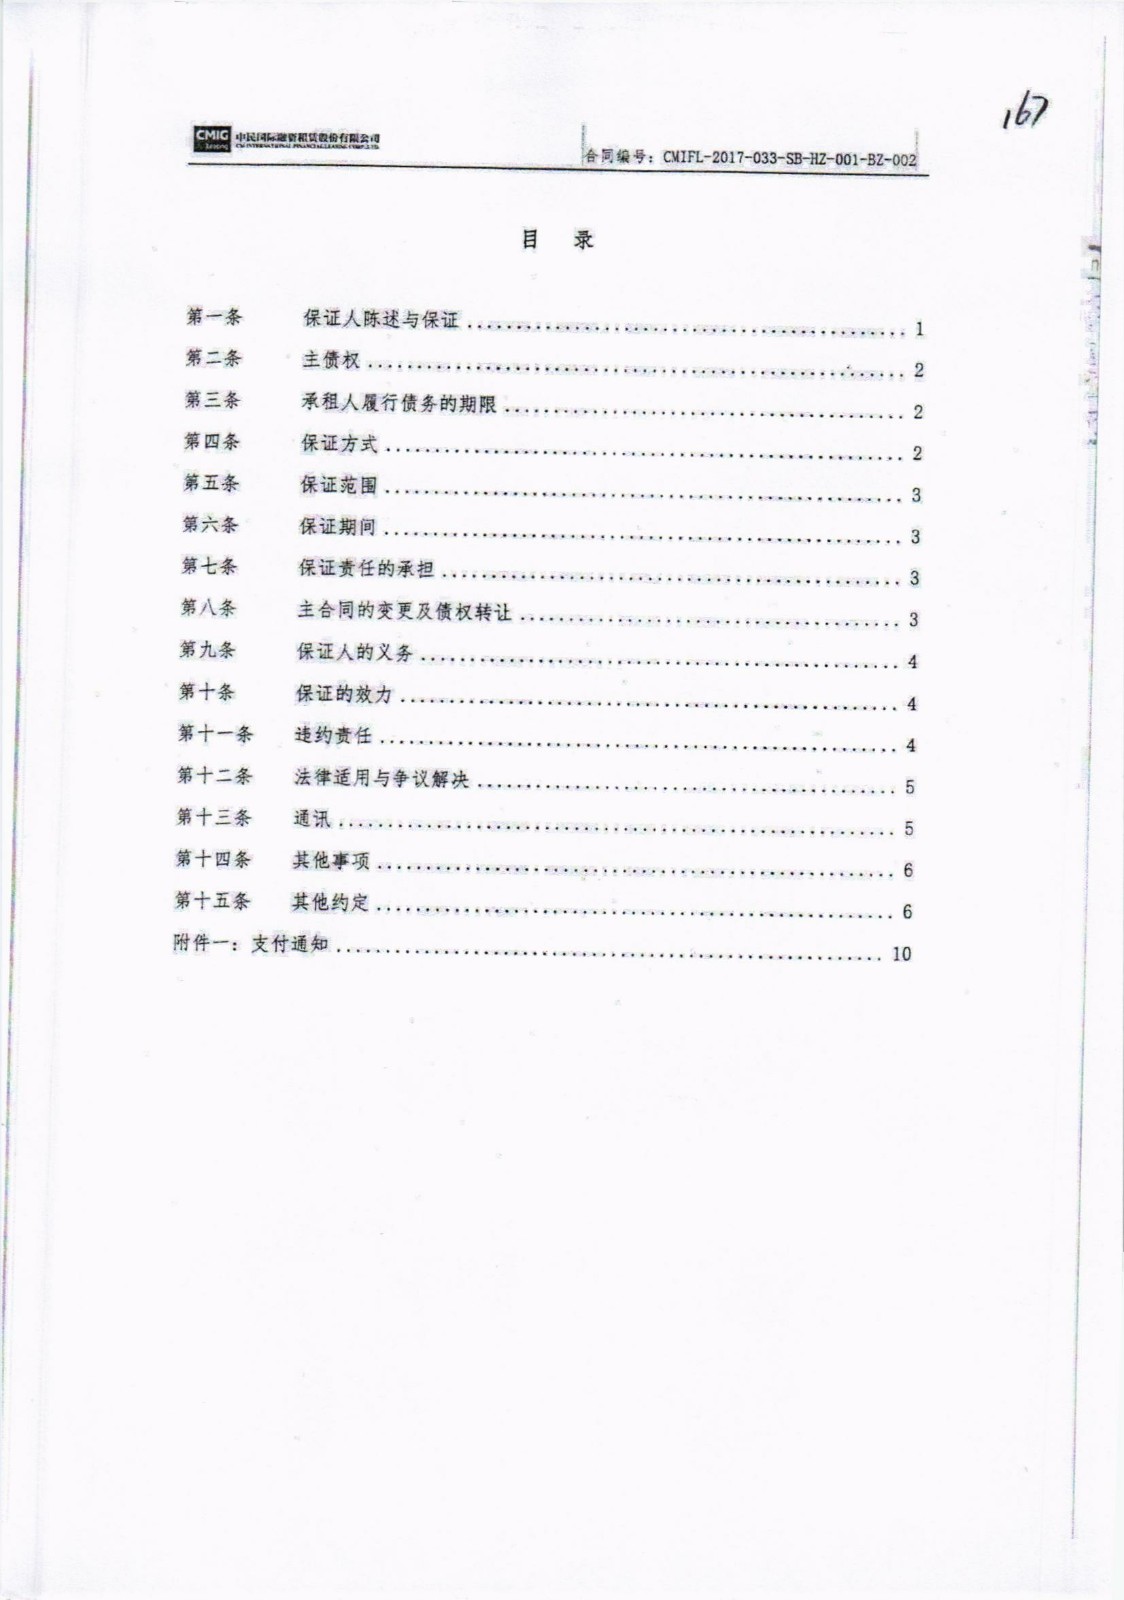 167
CMIG
Leasing
中民国际融资租赁股份有限公司
CM INTERNATIONAL FINANCIAL LEASING CORP.,LTD.
合同编号：CMIFL-2017-033-SB-HZ-001-BZ-002
目 录
第一条 保证人陈述与保证 1
第二条 主债权 2
第三条 承租人履行债务的期限 2
第四条 保证方式 2
第五条 保证范围 3
第六条 保证期间 3
第七条 保证责任的承担 3
第八条 主合同的变更及债权转让 3
第九条 保证人的义务 4
第十条 保证的效力 4
第十一条 违约责任 4
第十二条 法律适用与争议解决 5
第十三条 通讯 5
第十四条 其他事项 6
第十五条 其他约定 6
附件一：支付通知 10